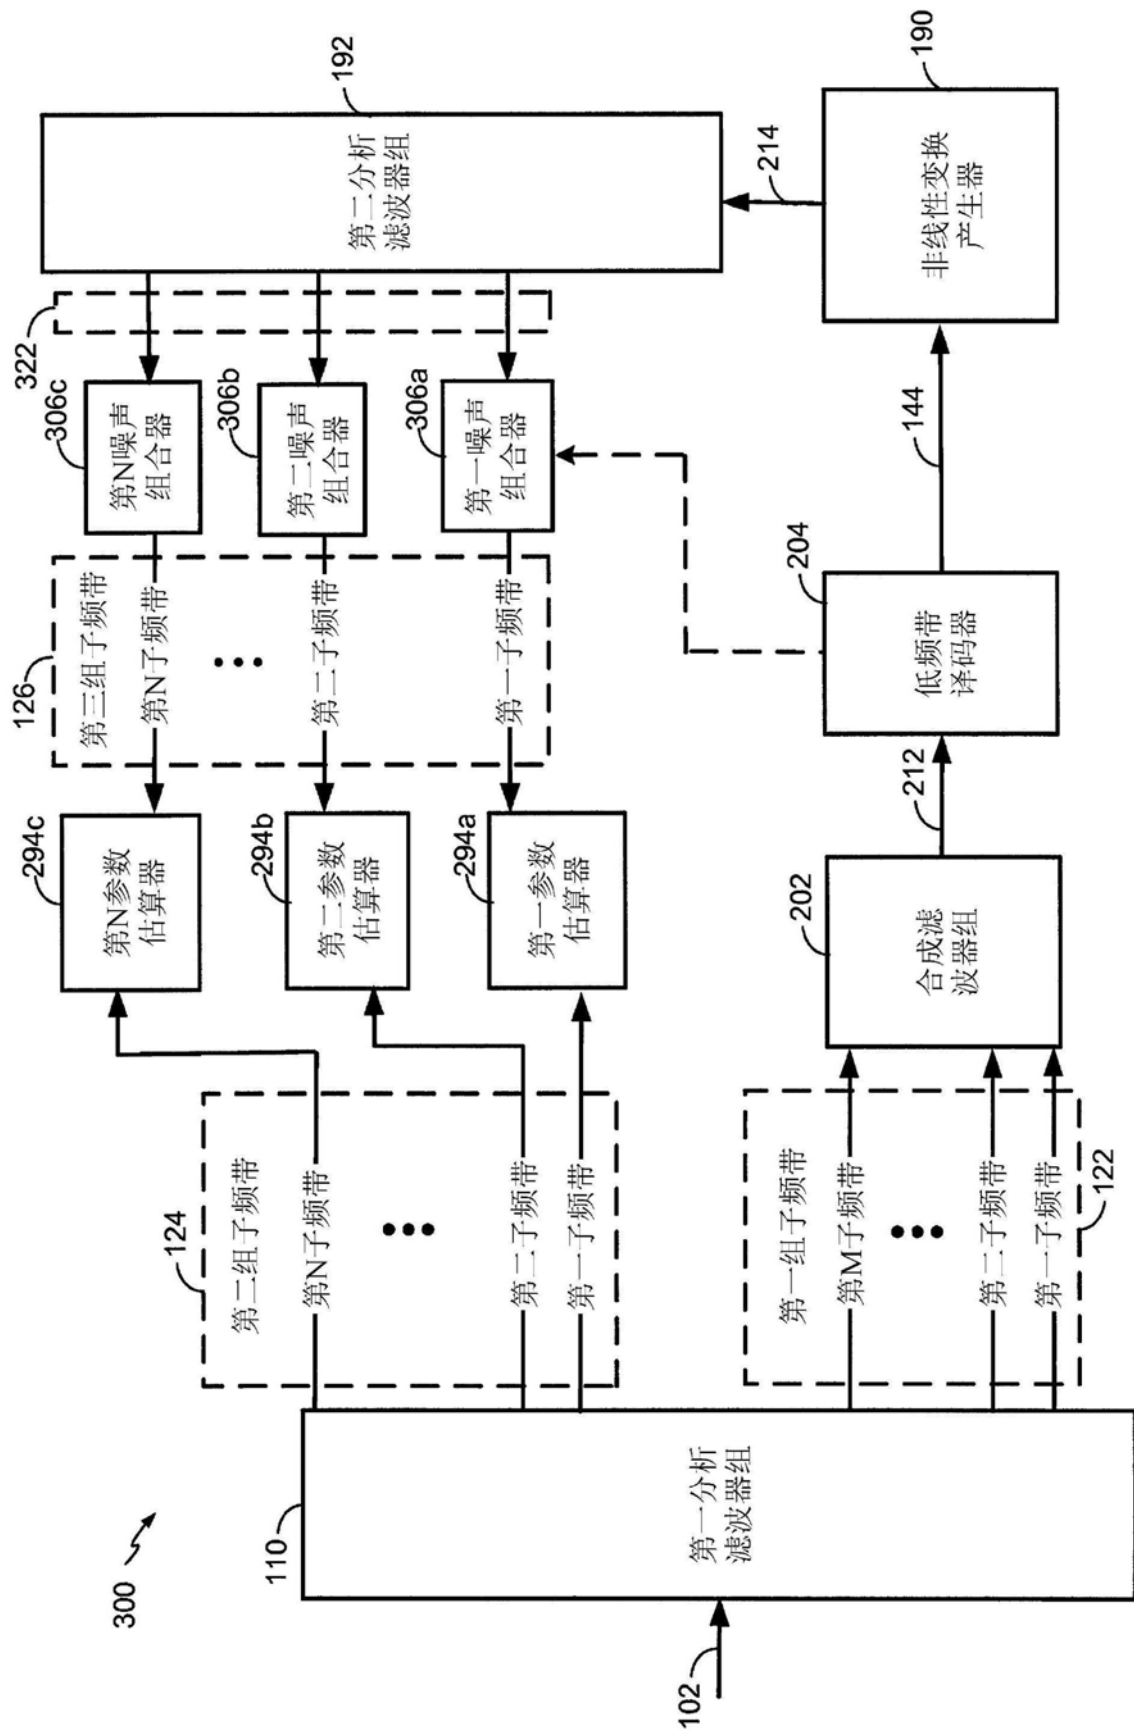 300
102
110
第一分析
滤波器组
124
第二组子频带
第N子频带
第二子频带
第一子频带
第一组子频带
第M子频带
第二子频带
第一子频带
122
294c
第N参数
估算器
294b
第二参数
估算器
294a
第一参数
估算器
202
合成滤
波器组
212
126
第三组子频带
第N子频带
第二子频带
第一子频带
204
低频带
译码器
144
306c
第N噪声
组合器
306b
第二噪声
组合器
306a
第一噪声
组合器
322
192
第二分析
滤波器组
214
190
非线性变换
产生器